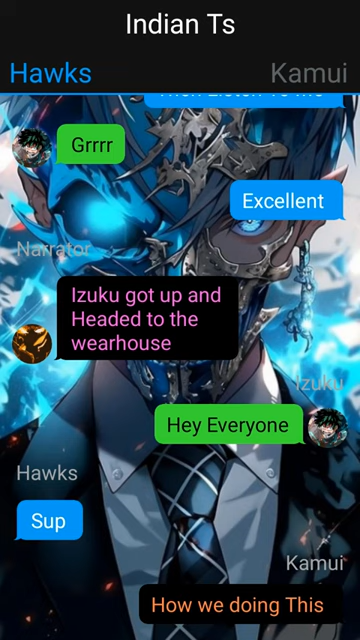 Indian Ts
Hawks
Kamui
Grrrr
Excellent
Narrator
Izuku got up and
Headed to the
wearhouse
Izuku
Hey Everyone
Hawks
Sup
Kamui
How we doing This